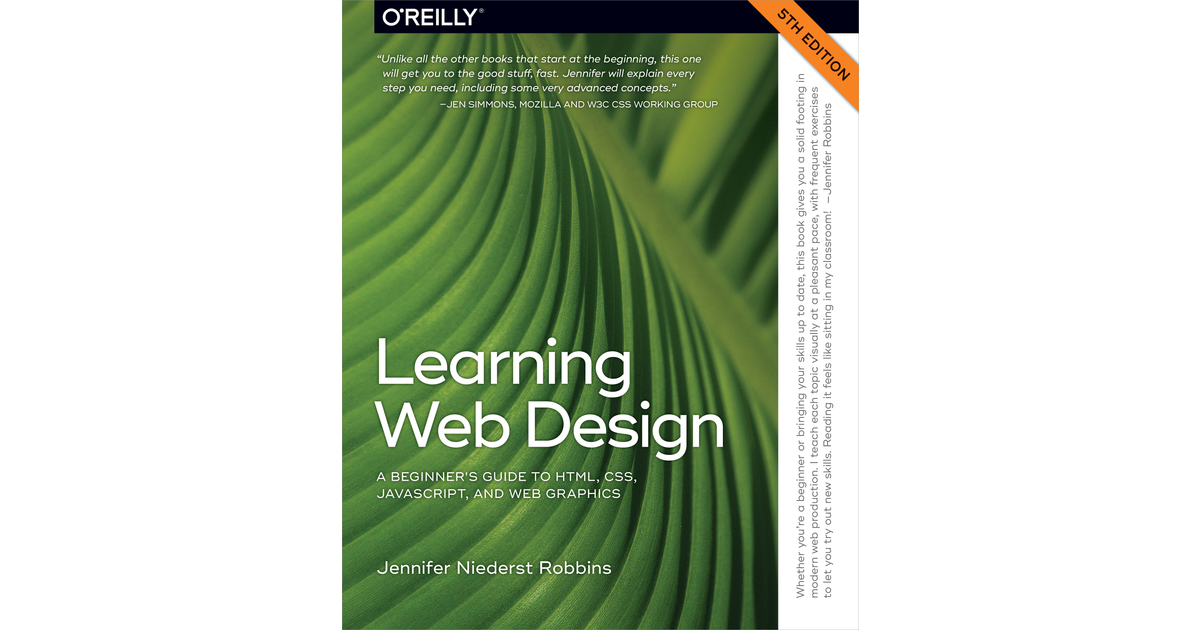 O'REILLY®
5TH EDITION
“Unlike all the other books that start at the beginning, this one
will get you to the good stuff, fast. Jennifer will explain every
step you need, including some very advanced concepts.”
—JEN SIMMONS, MOZILLA AND W3C CSS WORKING GROUP
Learning
Web Design
A BEGINNER'S GUIDE TO HTML, CSS,
JAVASCRIPT, AND WEB GRAPHICS
Jennifer Niederst Robbins
Whether you're a beginner or bringing your skills up to date, this book gives you a solid footing in
modern web production. I teach each topic visually at a pleasant pace, with frequent exercises
to let you try out new skills. Reading it feels like sitting in my classroom! —Jennifer Robbins